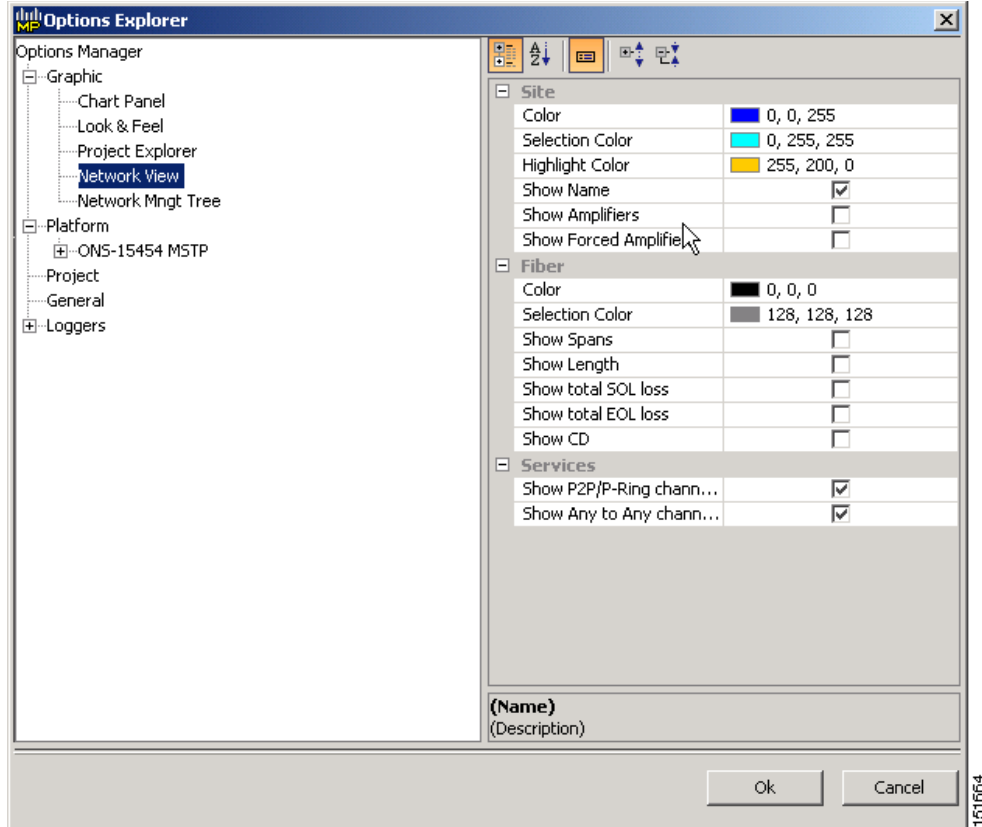 MP Options Explorer
Options Manager
Graphic
Chart Panel
Look & Feel
Project Explorer
Network View
Network Mngt Tree
Platform
ONS-15454 MSTP
Project
General
Loggers
Site
Color 0, 0, 255
Selection Color 0, 255, 255
Highlight Color 255, 200, 0
Show Name
Show Amplifiers
Show Forced Amplifie
Fiber
Color 0, 0, 0
Selection Color 128, 128, 128
Show Spans
Show Length
Show total SOL loss
Show total EOL loss
Show CD
Services
Show P2P/P-Ring chann...
Show Any to Any chann...
(Name)
(Description)
Ok Cancel
151664